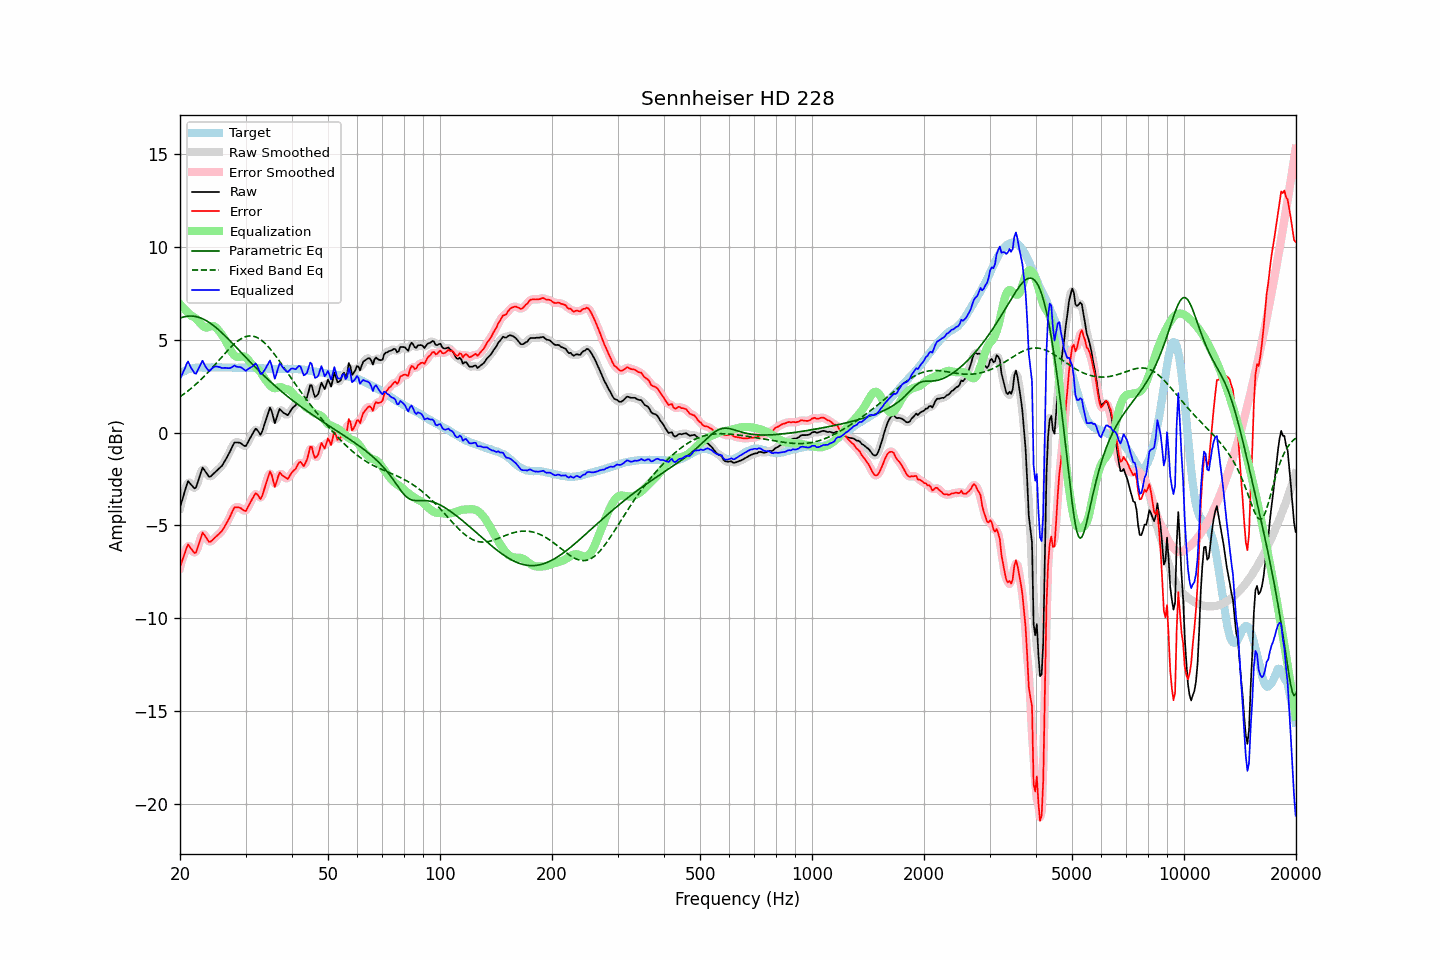 Sennheiser HD 228
Target
Raw Smoothed
Error Smoothed
Raw
Error
Equalization
Parametric Eq
Fixed Band Eq
Equalized
15
10
5
0
−5
−10
−15
−20
Amplitude (dBr)
20 50 100 200 500 1000 2000 5000 10000 20000
Frequency (Hz)